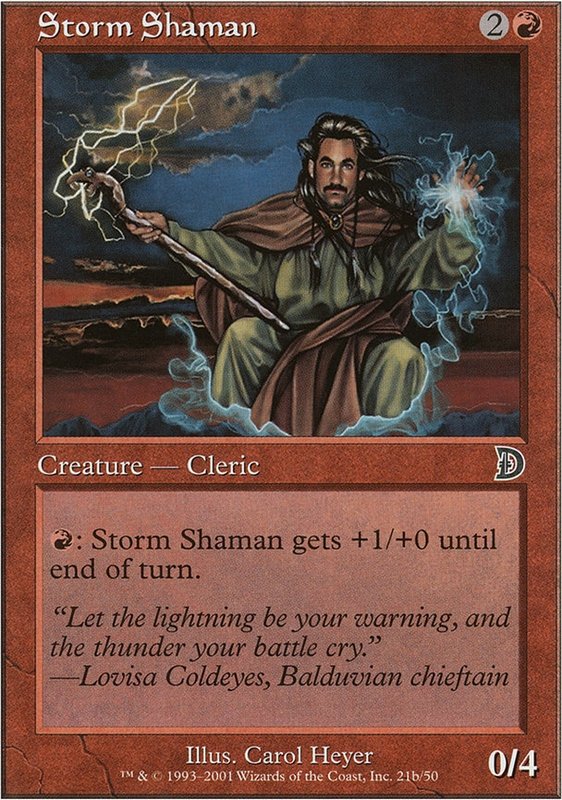 Storm Shaman 2
Creature — Cleric D
: Storm Shaman gets +1/+0 until
end of turn.
“Let the lightning be your warning, and
the thunder your battle cry.”
—Lovisa Coldeyes, Balduvian chieftain
Illus. Carol Heyer
™ & © 1993–2001 Wizards of the Coast, Inc. 21b/50
0/4